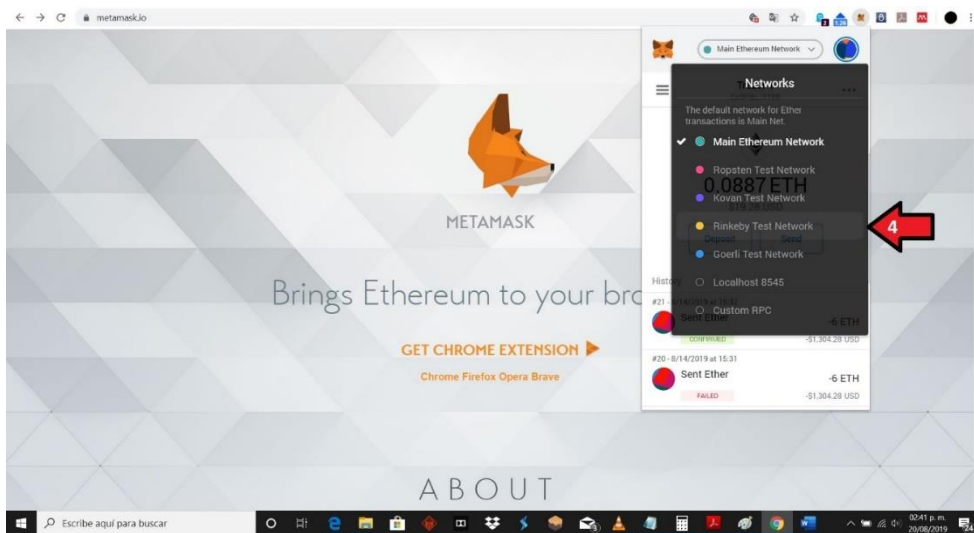 metamask.io
Main Ethereum Network
Networks
The default network for Ether
transactions is Main Net.
Main Ethereum Network
Ropsten Test Network
0.0887 ETH
Kovan Test Network
Rinkeby Test Network
4
Deposit Send
Goerli Test Network
METAMASK
History
Localhost 8545
Brings Ethereum to your bro
Custom RPC
#21 - 8/14/2019 at 15:32
Sent Ether
-6 ETH
CONFIRMED
-$1,304.28 USD
GET CHROME EXTENSION
Chrome Firefox Opera Brave
#20 - 8/14/2019 at 15:31
Sent Ether
-6 ETH
FAILED
-$1,304.28 USD
ABOUT
Escribe aquí para buscar
02:41 p. m.
20/08/2019
24